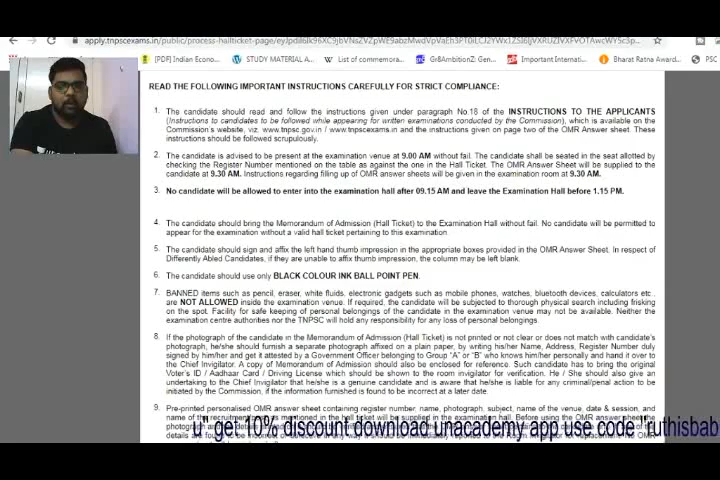 apply.tnpscexams.in/public/process-hallticket-page/
[PDF] Indian Econo...
STUDY MATERIAL A...
List of commemora...
Gr8AmbitionZ: Gen...
Important Internati...
Bharat Ratna Award...
PSC
READ THE FOLLOWING IMPORTANT INSTRUCTIONS CAREFULLY FOR STRICT COMPLIANCE:
1. The candidate should read and follow the instructions given under paragraph No.18 of the INSTRUCTIONS TO THE APPLICANTS
(Instructions to candidates to be followed while appearing for written examinations conducted by the Commission), which is available on the
Commission's website, viz, www.tnpsc.gov.in / www.tnpscexams.in and the instructions given on page two of the OMR Answer sheet. These
instructions should be followed scrupulously.
2. The candidate is advised to be present at the examination venue at 9.00 AM without fail. The candidate shall be seated in the seat allotted by
checking the Register Number mentioned on the table as against the one in the Hall Ticket. The OMR Sheet will be supplied to the
candidate at 9.30 AM. Instructions regarding filling up of OMR answer sheets will be given in the examination room at 9.30 AM.
3. No candidate will be allowed to enter into the examination hall after 09.15 AM and leave the Examination Hall before 1.15 PM.
4. The candidate should bring the Memorandum of Admission (Hall Ticket) to the Examination Hall without fail. No candidate will be permitted to
appear for the examination without a valid hall ticket pertaining to this examination
5. The candidate should sign and affix the left hand thumb impression in the appropriate boxes provided in the OMR Answer Sheet. In respect of
Differently Abled Candidates, if they are unable to affix thumb impression, the column may be left blank.
6. The candidate should use only BLACK COLOUR INK BALL POINT PEN.
7. BANNED items such as pencil, eraser, white fluids, electronic gadgets such as mobile phones, watches, bluetooth devices, calculators etc.,
are NOT ALLOWED inside the examination venue. If required, the candidate will be subjected to thorough physical search including frisking
on the spot. Facility for safe keeping of personal belongings of the candidate in the examination venue may not be available. Neither the
examination centre authorities nor the TNPSC will hold any responsibility for any loss of personal belongings.
8. If the photograph of the candidate in the Memorandum of Admission (Hall Ticket) is not printed or not clear or does not match with candidate's
photograph, he/she should furnish a separate photograph affixed on a plain paper, by writing his/her Name, Address, Register Number duly
signed by him/her and get it attested by a Government Officer belonging to Group "A" or "B" who knows him/her personally and hand it over to
the Chief Invigilator. A copy of Memorandum of Admission should also be enclosed for reference. Such candidate has to bring the original
Voter's ID / Aadhaar Card / Driving License which should be shown to the room invigilator for verification. He / She should also give an
undertaking to the Chief Invigilator that he/she is a genuine candidate and is aware that he/she is liable for any criminal/penal action to be
initiated by the Commission, if the information furnished is found to be incorrect at a later date.
9. Pre-printed personalised OMR answer sheet containing register number, name, photograph, subject, name of the venue, date & session, and
name of the recruitment as mentioned in the hall ticket will be supplied in the examination hall. Before using the OMR answer sheet the
u" get 10% discount download unacademy app use code "ruthisbab